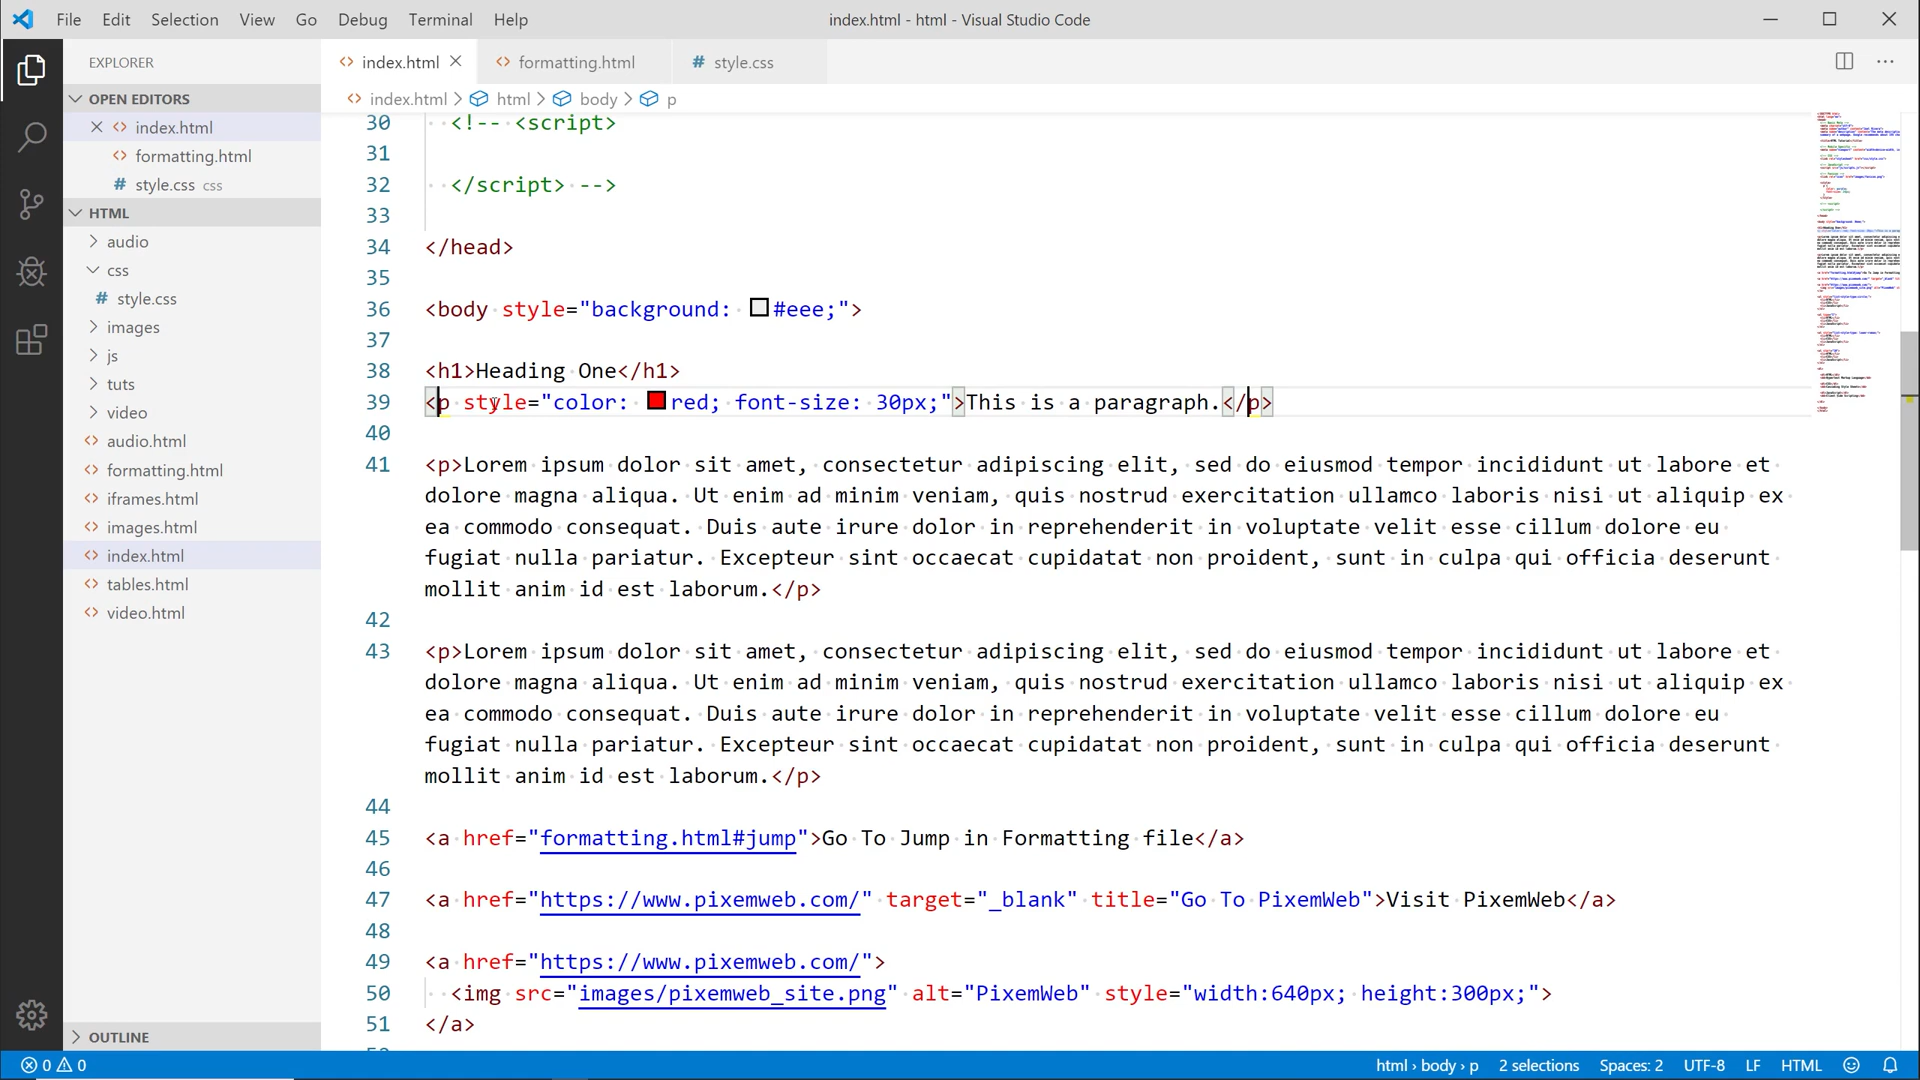 File Edit Selection View Go Debug Terminal Help index.html - html - Visual Studio Code
EXPLORER
index.html
formatting.html
# style.css
OPEN EDITORS
index.html > html > body > p
index.html
formatting.html
# style.css css
HTML
audio
css
# style.css
images
js
tuts
video
audio.html
formatting.html
iframes.html
images.html
index.html
tables.html
video.html
OUTLINE
30 <!-- <script>
31
32 </script> -->
33
34 </head>
35
36 <body style="background: #eee;">
37
38 <h1>Heading One</h1>
39 <p style="color: red; font-size: 30px;">This is a paragraph.</p>
40
41 <p>Lorem ipsum dolor sit amet, consectetur adipiscing elit, sed do eiusmod tempor incididunt ut labore et
dolore magna aliqua. Ut enim ad minim veniam, quis nostrud exercitation ullamco laboris nisi ut aliquip ex
ea commodo consequat. Duis aute irure dolor in reprehenderit in voluptate velit esse cillum dolore eu
fugiat nulla pariatur. Excepteur sint occaecat cupidatat non proident, sunt in culpa qui officia deserunt
mollit anim id est laborum.</p>
42
43 <p>Lorem ipsum dolor sit amet, consectetur adipiscing elit, sed do eiusmod tempor incididunt ut labore et
dolore magna aliqua. Ut enim ad minim veniam, quis nostrud exercitation ullamco laboris nisi ut aliquip ex
ea commodo consequat. Duis aute irure dolor in reprehenderit in voluptate velit esse cillum dolore eu
fugiat nulla pariatur. Excepteur sint occaecat cupidatat non proident, sunt in culpa qui officia deserunt
mollit anim id est laborum.</p>
44
45 <a href="formatting.html#jump">Go To Jump in Formatting file</a>
46
47 <a href="https://www.pixemweb.com/" target="_blank" title="Go To PixemWeb">Visit PixemWeb</a>
48
49 <a href="https://www.pixemweb.com/">
50 <img src="images/pixemweb_site.png" alt="PixemWeb" style="width:640px; height:300px;">
51 </a>
0 0 html › body › p 2 selections Spaces: 2 UTF-8 LF HTML